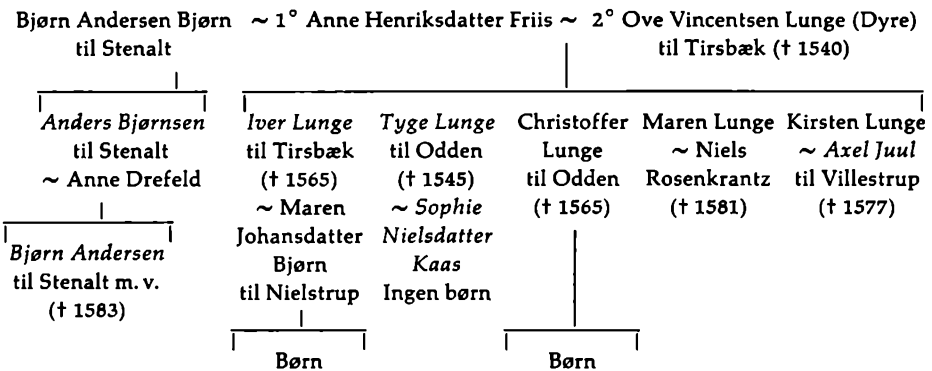 Bjørn Andersen Bjørn ~ 1° Anne Henriksdatter Friis ~ 2° Ove Vincentsen Lunge (Dyre)
til Stenalt
til Tirsbæk († 1540)
Anders Bjørnsen
til Stenalt
~ Anne Drefeld
Bjørn Andersen
til Stenalt m. v.
(† 1583)
Iver Lunge
til Tirsbæk
(† 1565)
~ Maren
Johansdatter
Bjørn
til Nielstrup
Børn
Tyge Lunge
til Odden
(† 1545)
~ Sophie
Nielsdatter
Kaas
Ingen børn
Christoffer
Lunge
til Odden
(† 1565)
Børn
Maren Lunge
~ Niels
Rosenkrantz
(† 1581)
Kirsten Lunge
~ Axel Juul
til Villestrup
(† 1577)